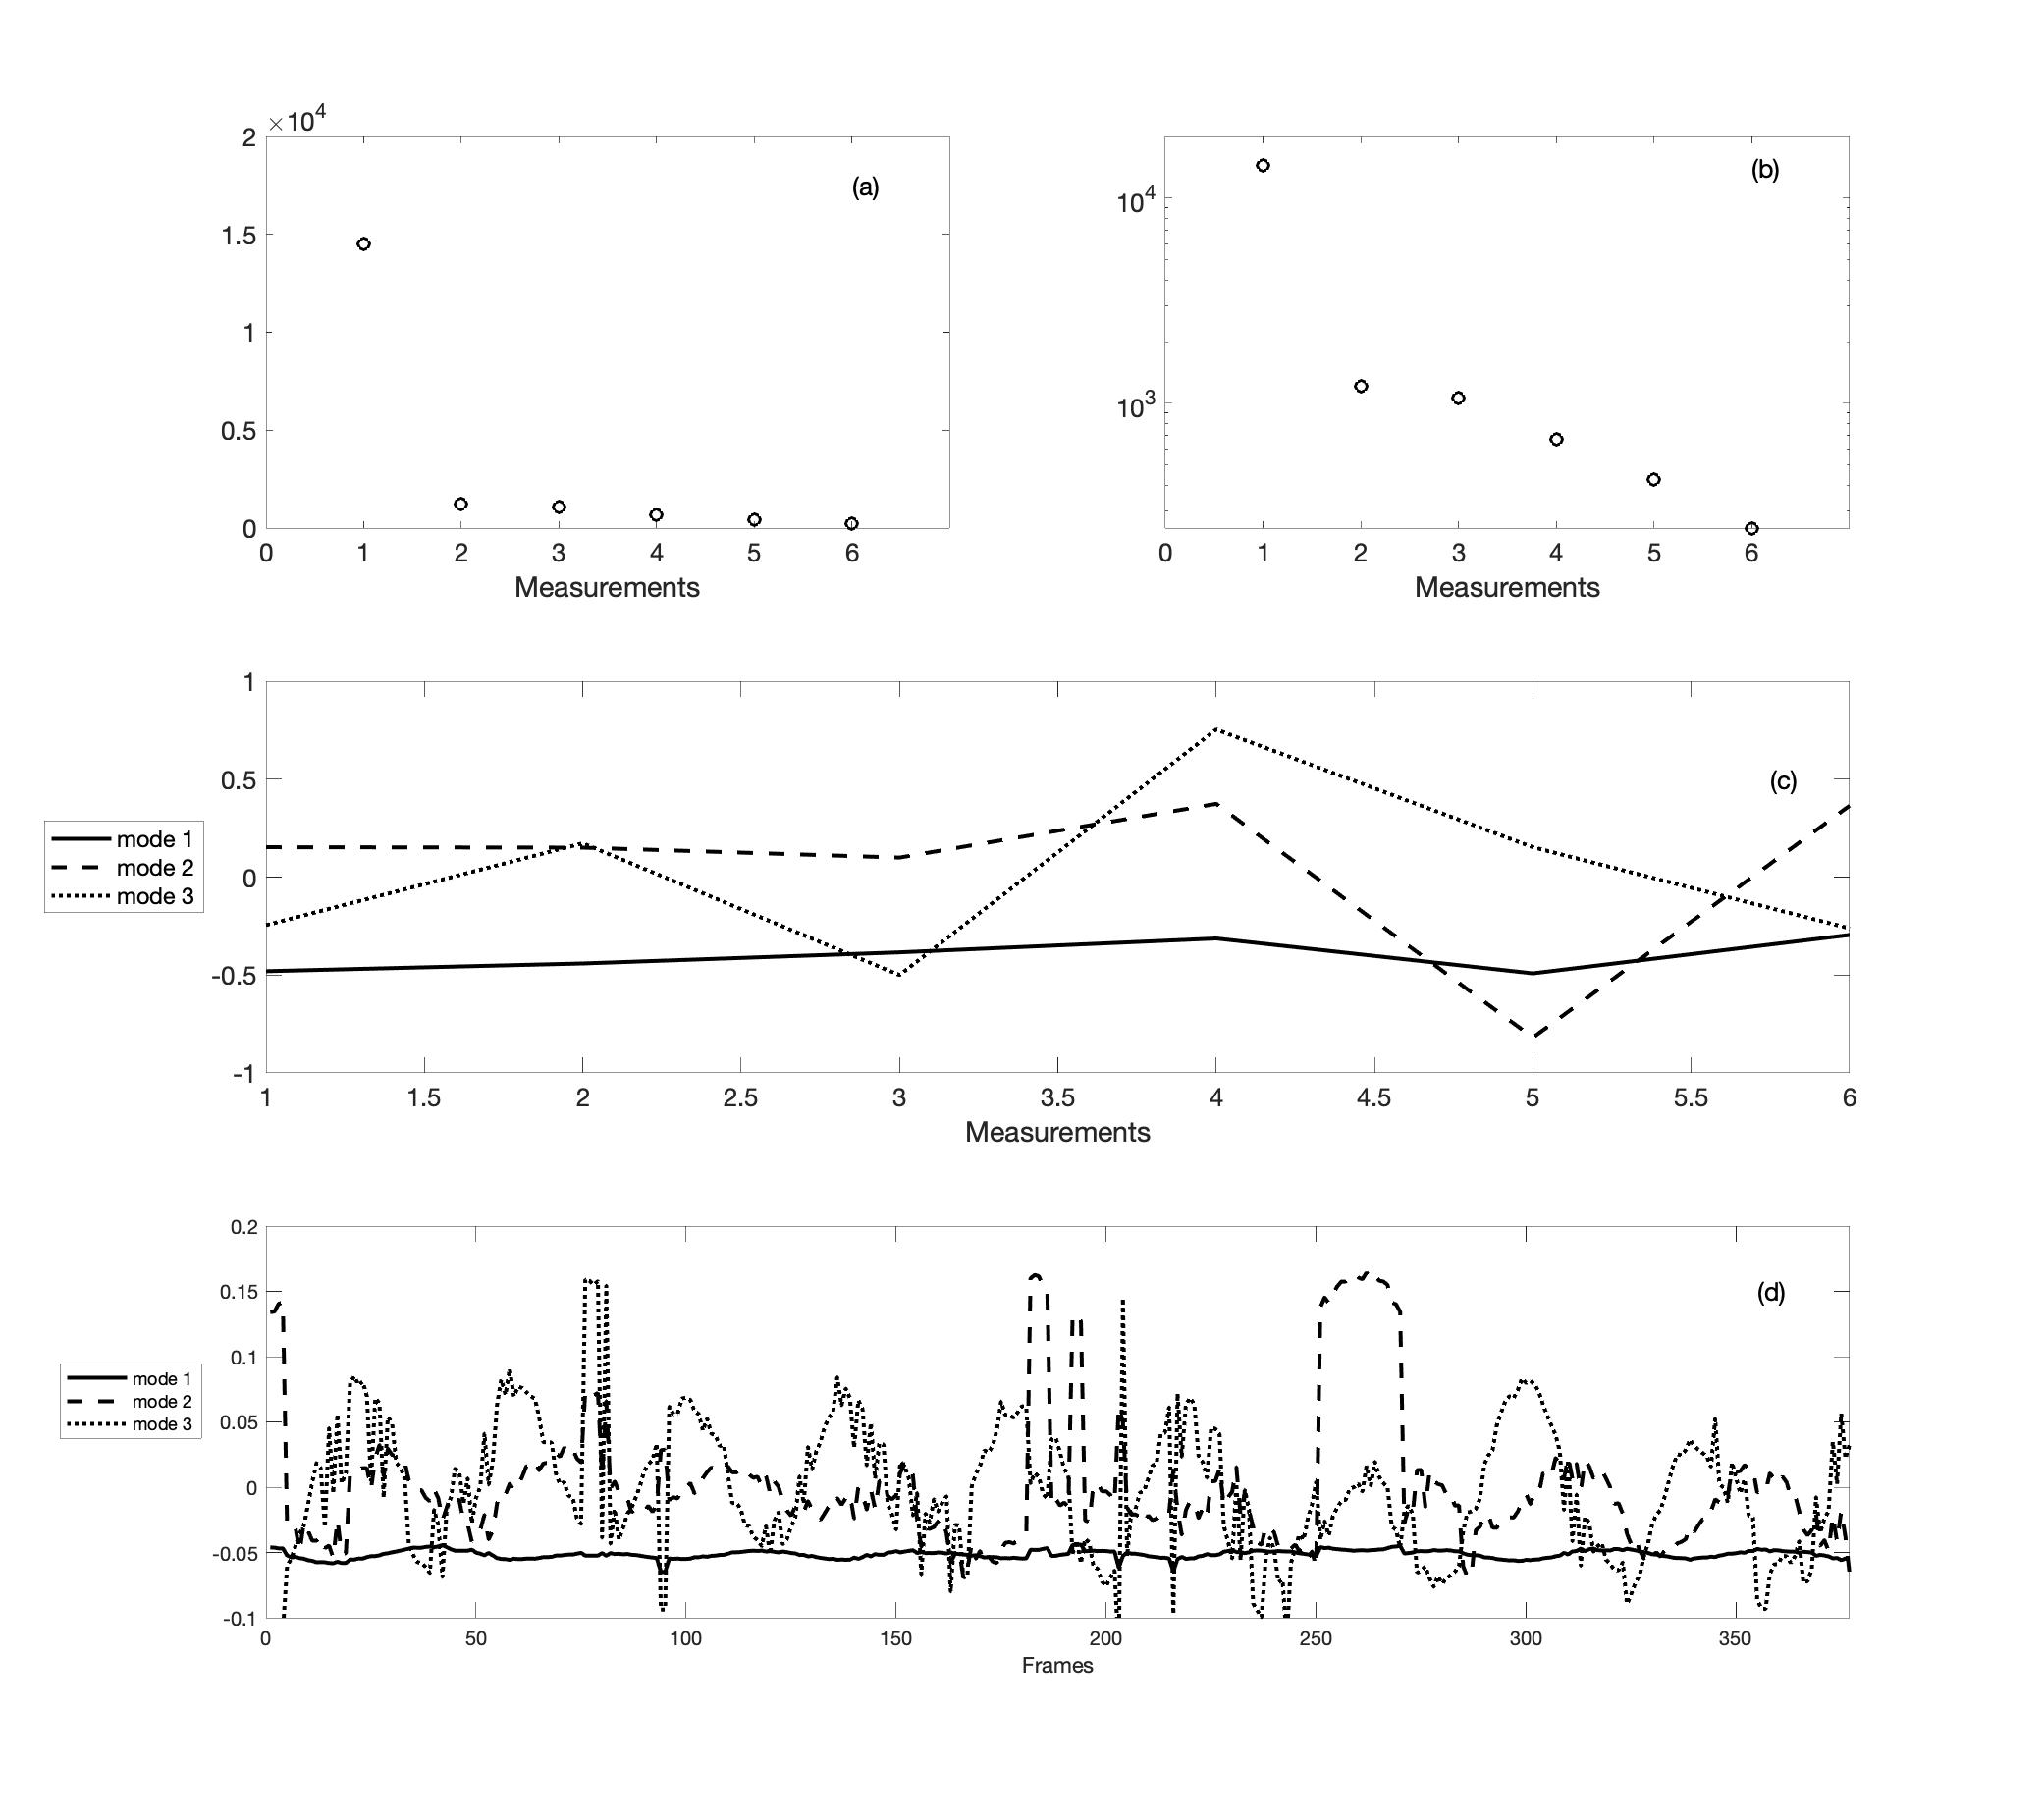 ×10^4
2
1.5
1
0.5
0
(a)
0 1 2 3 4 5 6
Measurements
10^4
10^3
(b)
0 1 2 3 4 5 6
Measurements
1
0.5
0
-0.5
-1
(c)
mode 1
mode 2
mode 3
1 1.5 2 2.5 3 3.5 4 4.5 5 5.5 6
Measurements
0.2
0.15
0.1
0.05
0
-0.05
-0.1
(d)
mode 1
mode 2
mode 3
0 50 100 150 200 250 300 350
Frames